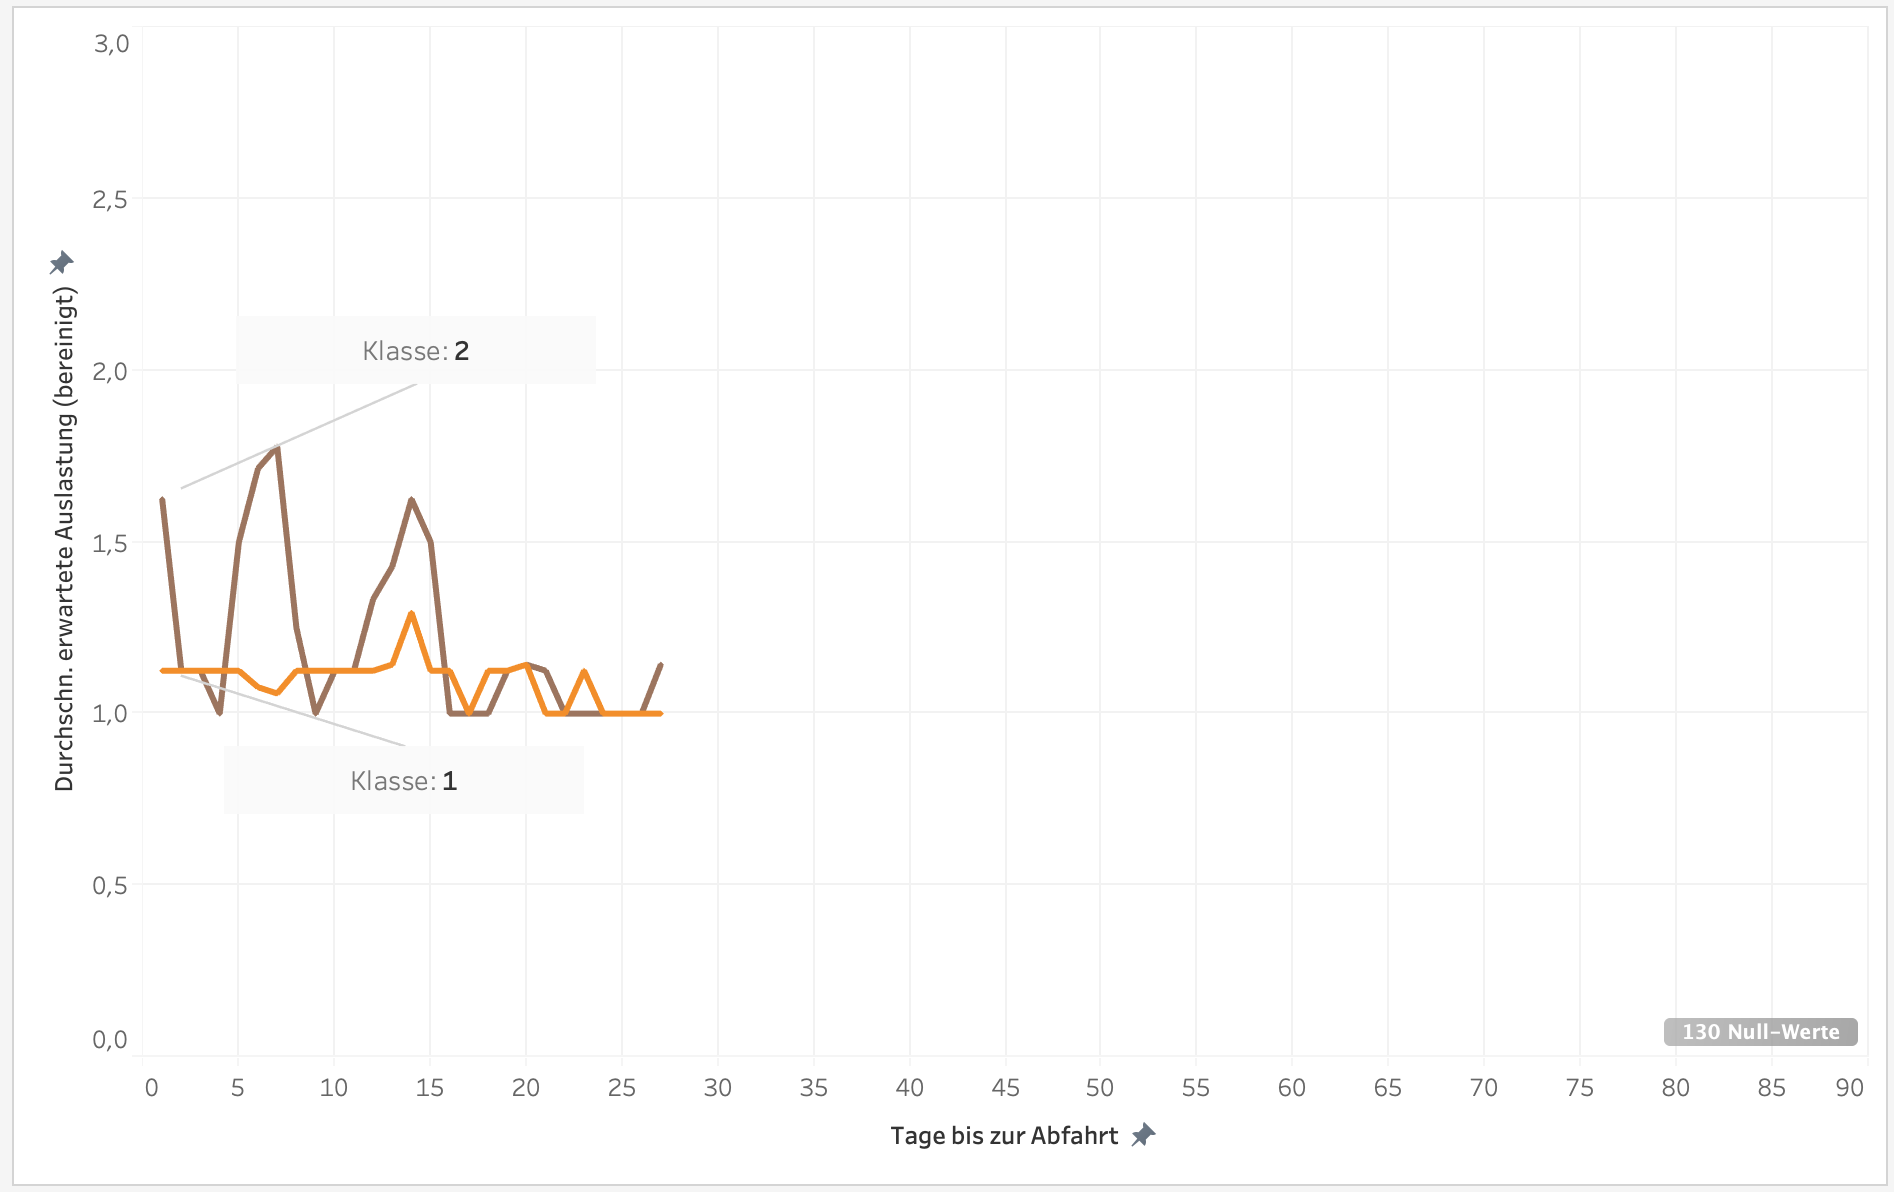 3,0
2,5
2,0
1,5
1,0
0,5
0,0
Durchschn. erwartete Auslastung (bereinigt)
Klasse: 2
Klasse: 1
130 Null-Werte
0 5 10 15 20 25 30 35 40 45 50 55 60 65 70 75 80 85 90
Tage bis zur Abfahrt